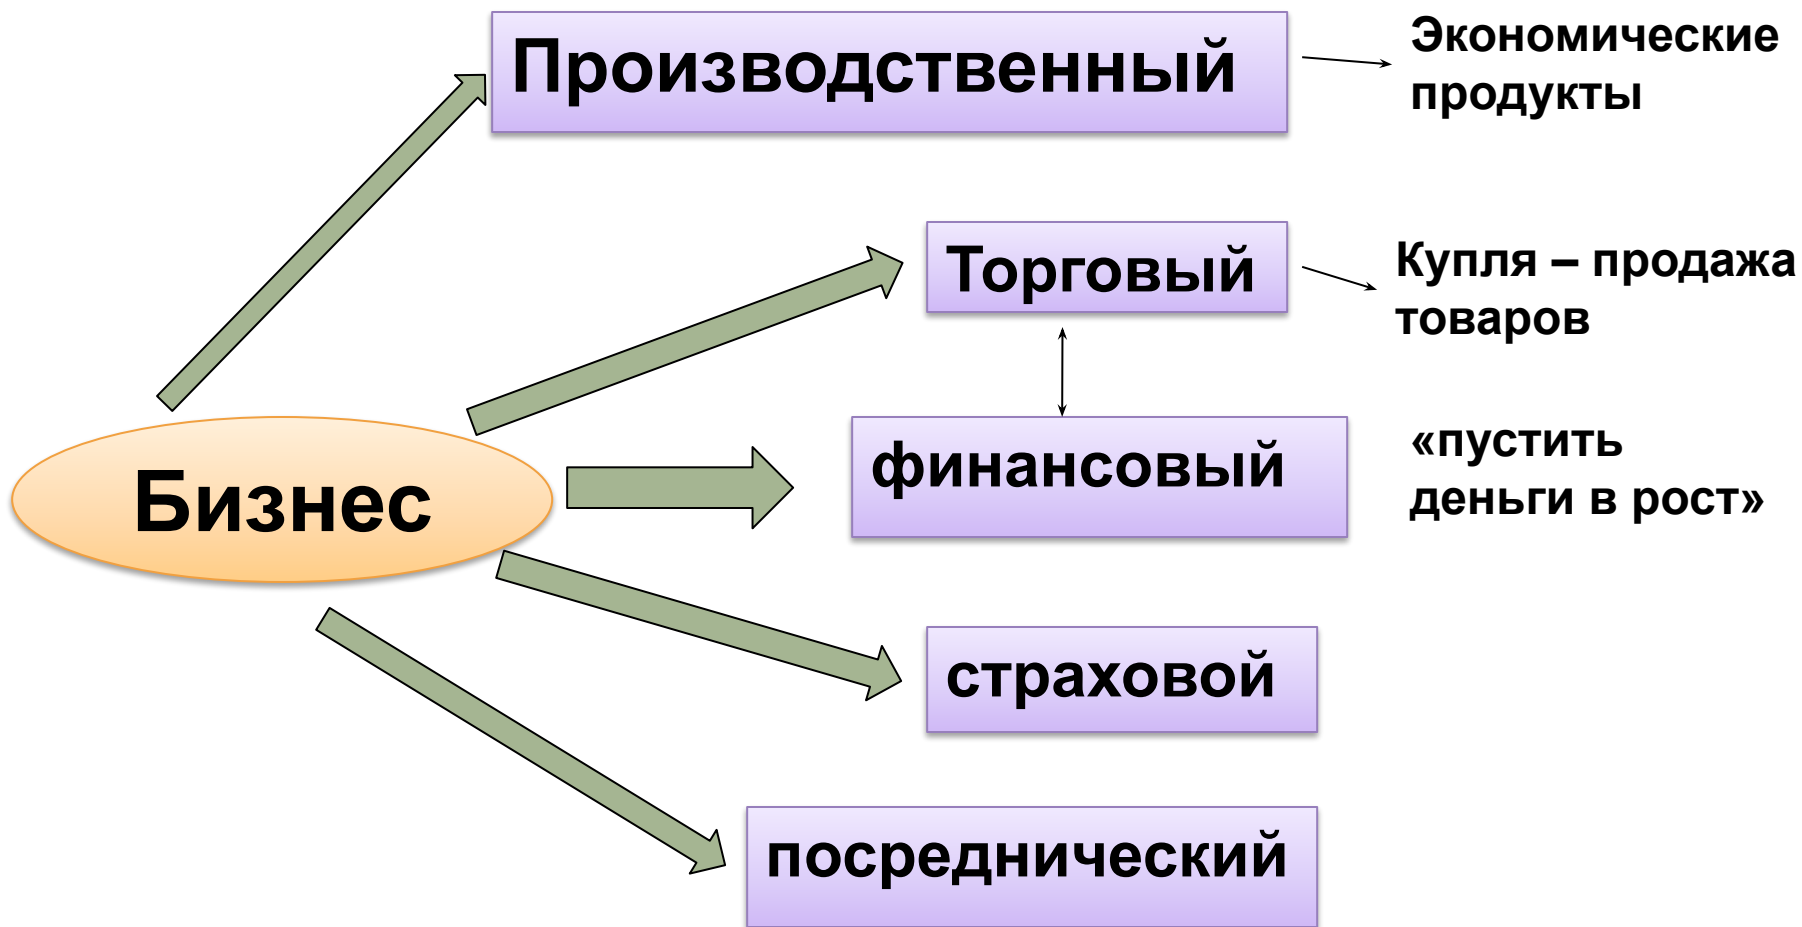 Производственный
Экономические
продукты
Торговый
Купля – продажа
товаров
Бизнес
финансовый
«пустить
деньги в рост»
страховой
посреднический